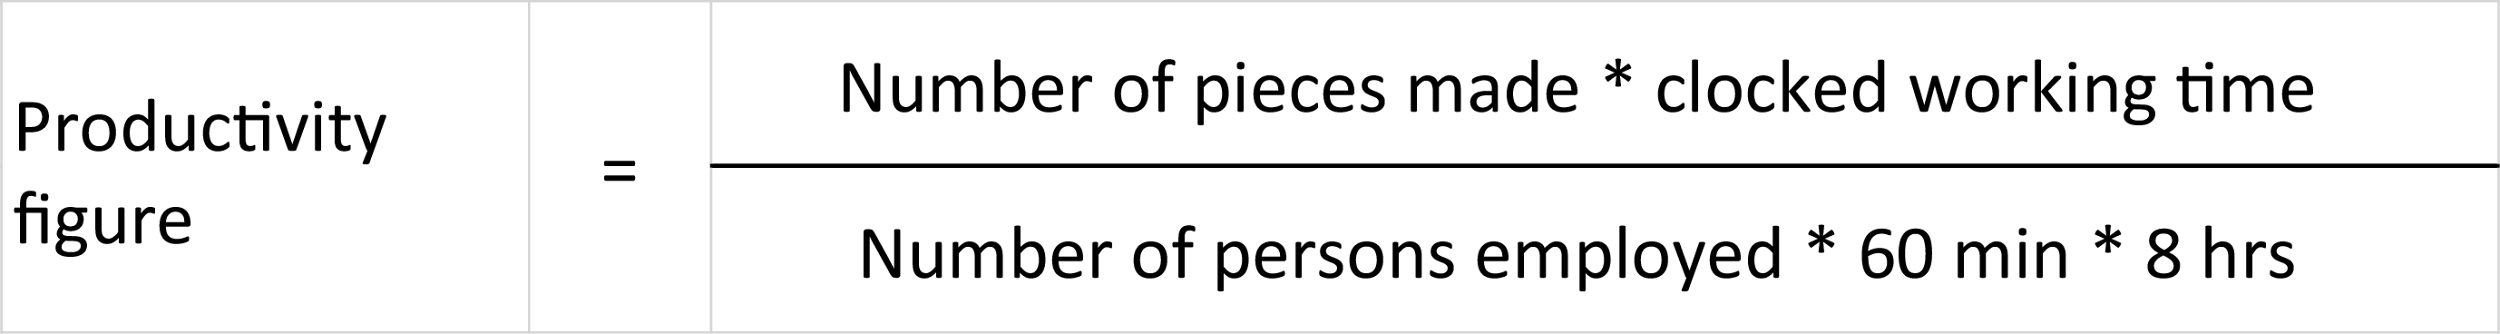 Productivity
figure
=
Number of pieces made * clocked working time
Number of persons employed * 60 min * 8 hrs